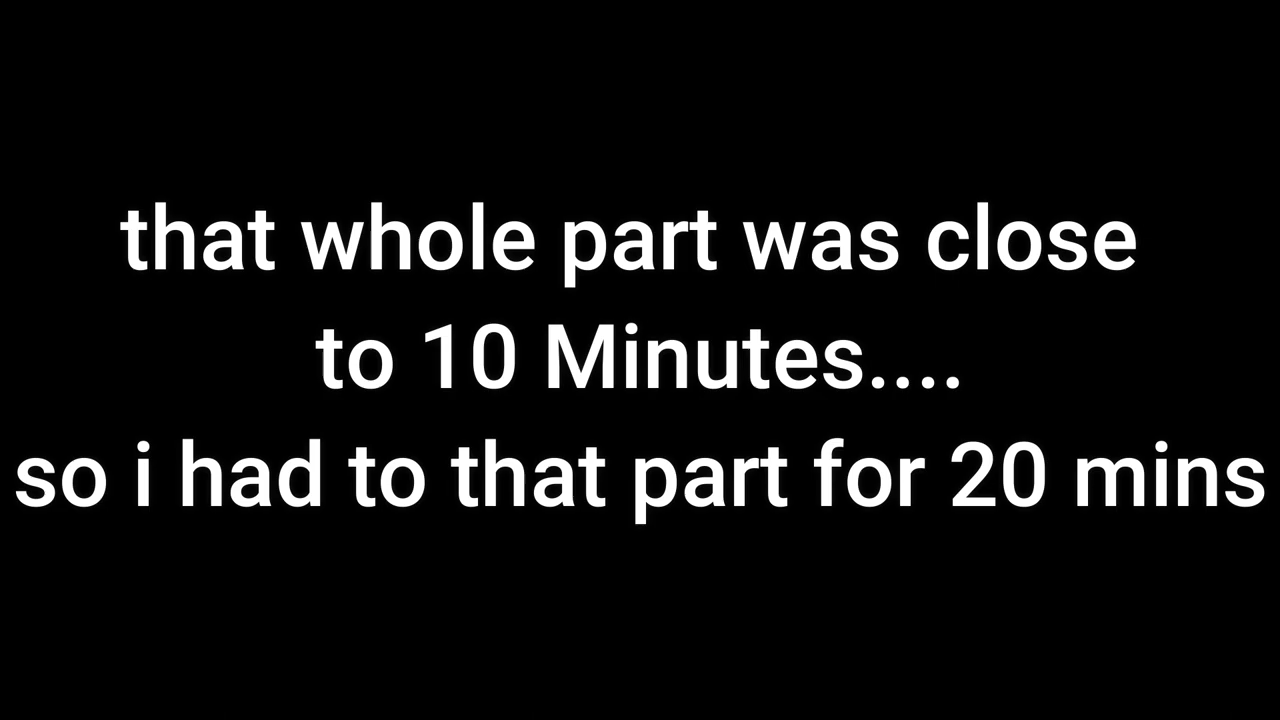 that whole part was close
to 10 Minutes....
so i had to that part for 20 mins